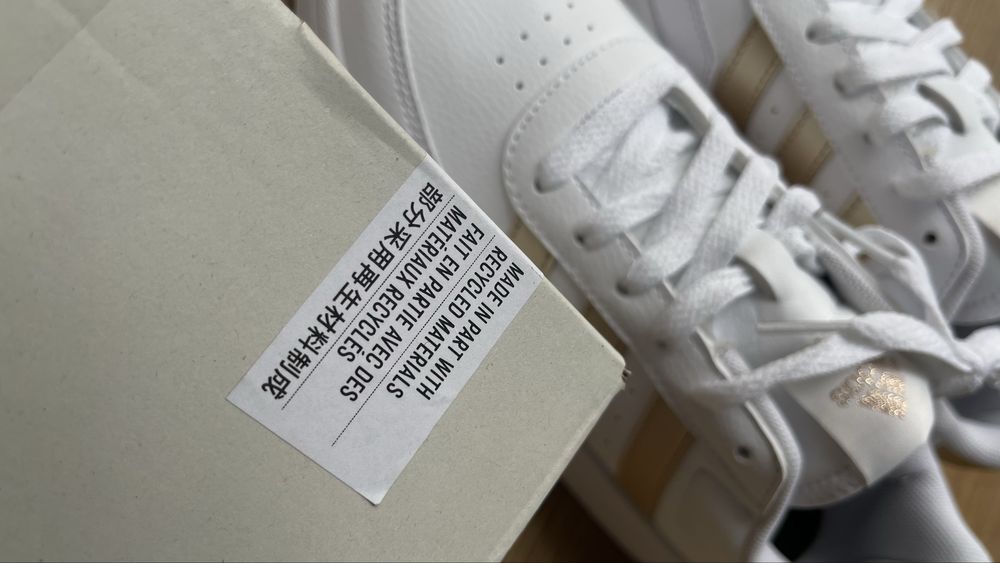 MADE IN PART WITH
RECYCLED MATERIALS
FAIT EN PARTIE AVEC DES
MATÉRIAUX RECYCLÉS
部分采用再生材料制成